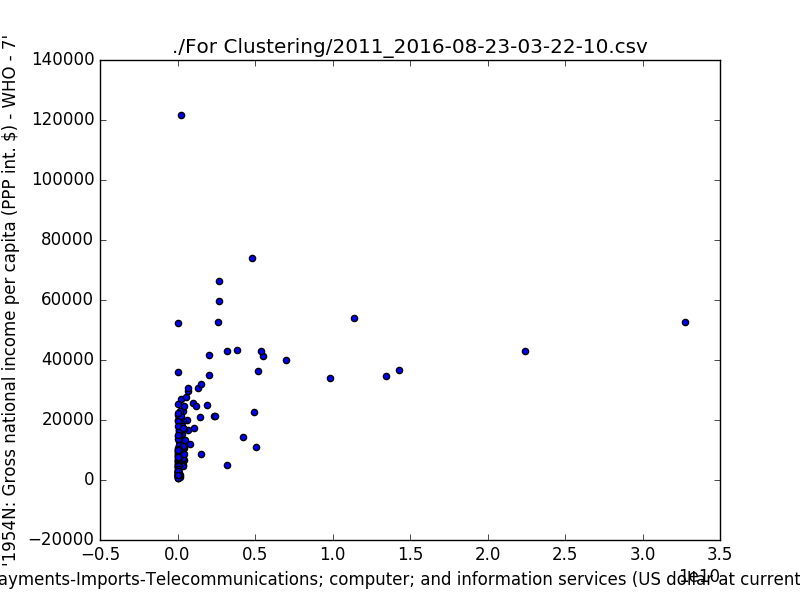 ./For Clustering/2011_2016-08-23-03-22-10.csv
'1954N: Gross national income per capita (PPP int. $) - WHO - 7'
140000
120000
100000
80000
60000
40000
20000
0
−20000
−0.5 0.0 0.5 1.0 1.5 2.0 2.5 3.0 3.5
1e10
ayments-Imports-Telecommunications; computer; and information services (US dollar at current